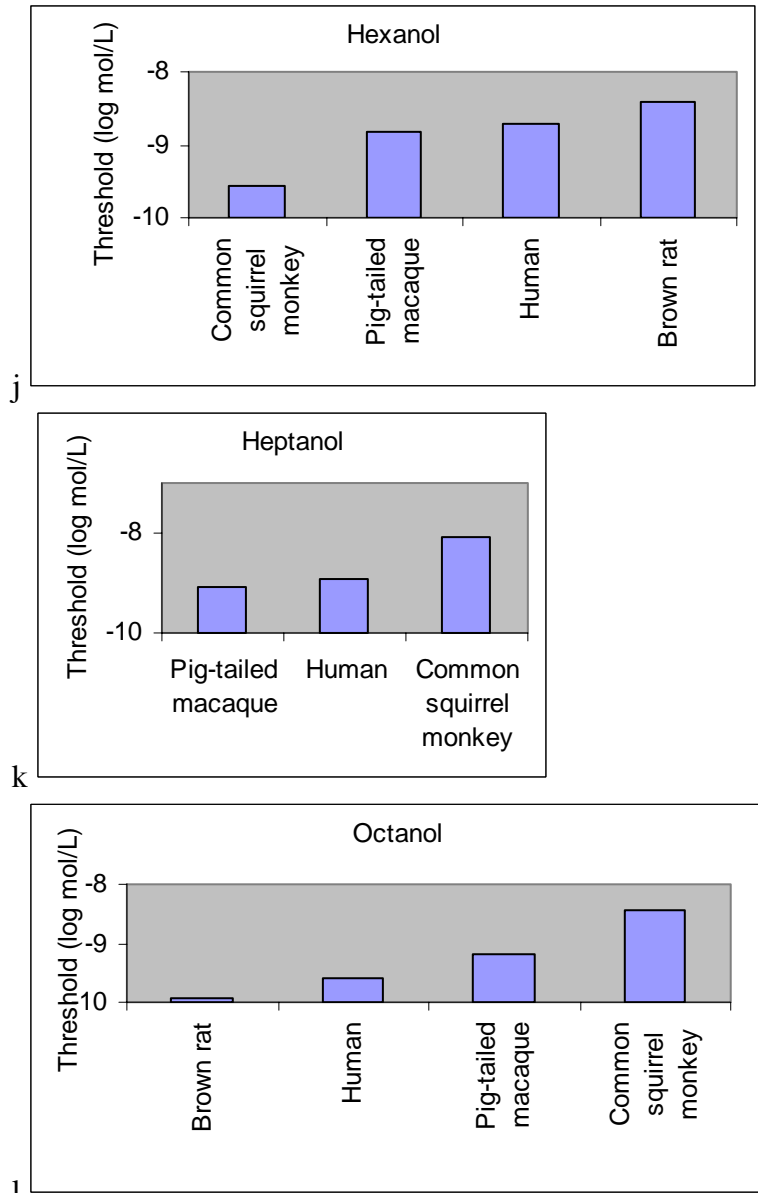 Hexanol
Threshold (log mol/L)
-8
-9
-10
Common
squirrel
monkey
Pig-tailed
macaque
Human
Brown rat
j
Heptanol
Threshold (log mol/L)
-8
-10
Pig-tailed
macaque
Human
Common
squirrel
monkey
k
Octanol
Threshold (log mol/L)
-8
-9
10
Brown rat
Human
Pig-tailed
macaque
Common
squirrel
monkey